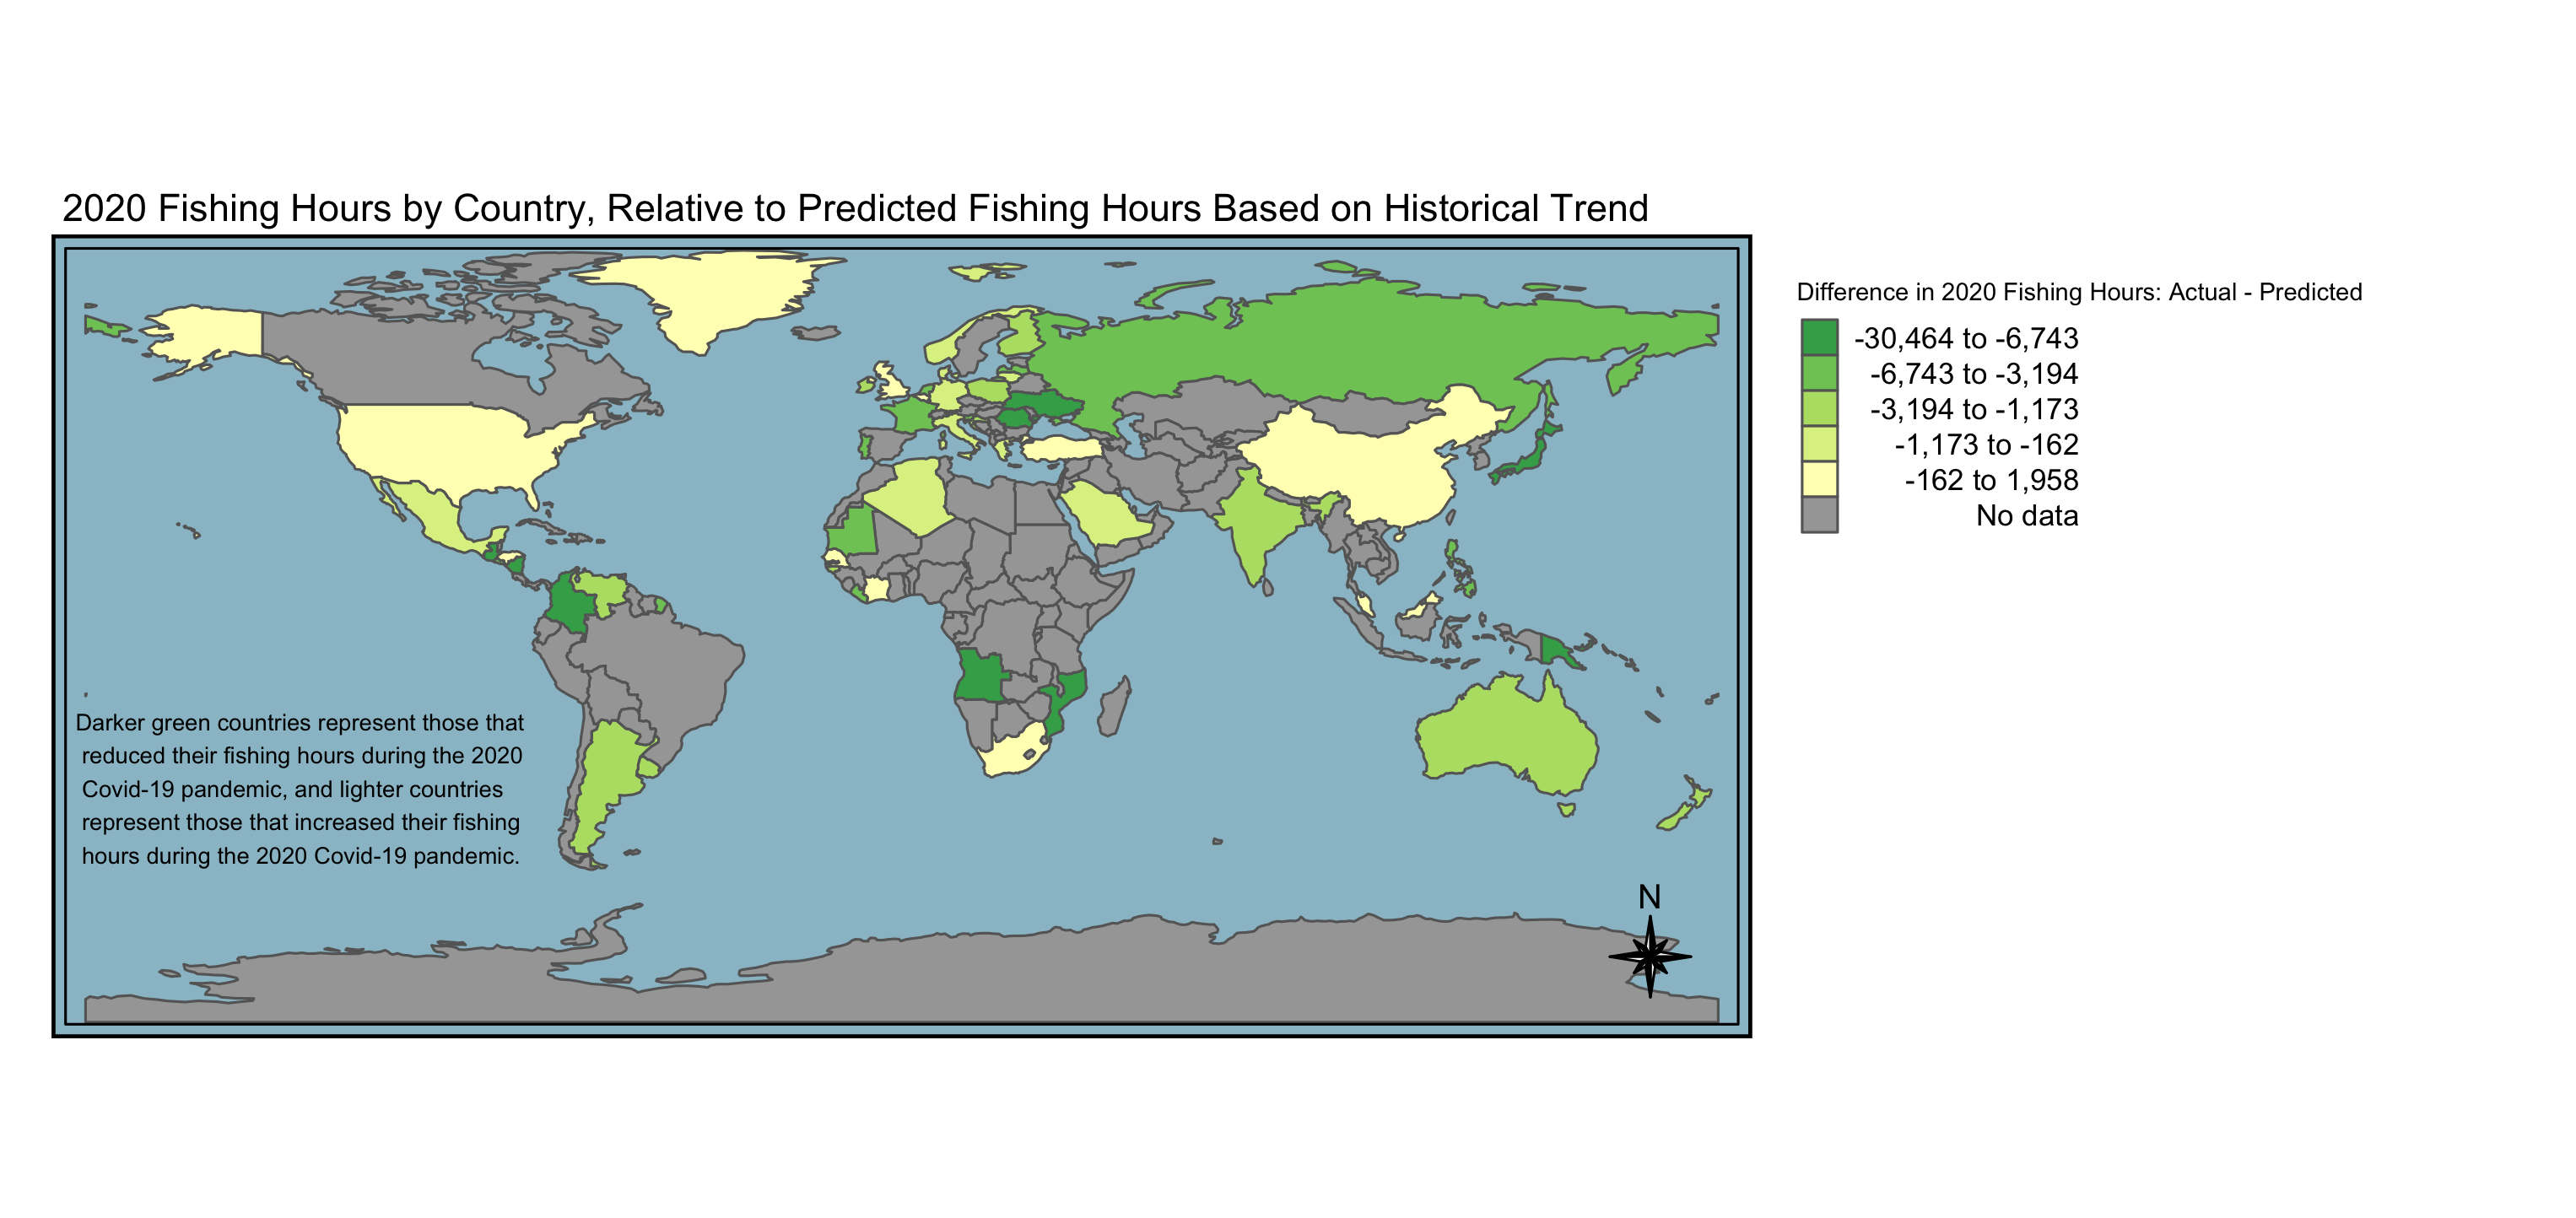 2020 Fishing Hours by Country, Relative to Predicted Fishing Hours Based on Historical Trend
Difference in 2020 Fishing Hours: Actual - Predicted
-30,464 to -6,743
-6,743 to -3,194
-3,194 to -1,173
-1,173 to -162
-162 to 1,958
No data
Darker green countries represent those that
reduced their fishing hours during the 2020
Covid-19 pandemic, and lighter countries
represent those that increased their fishing
hours during the 2020 Covid-19 pandemic.
N